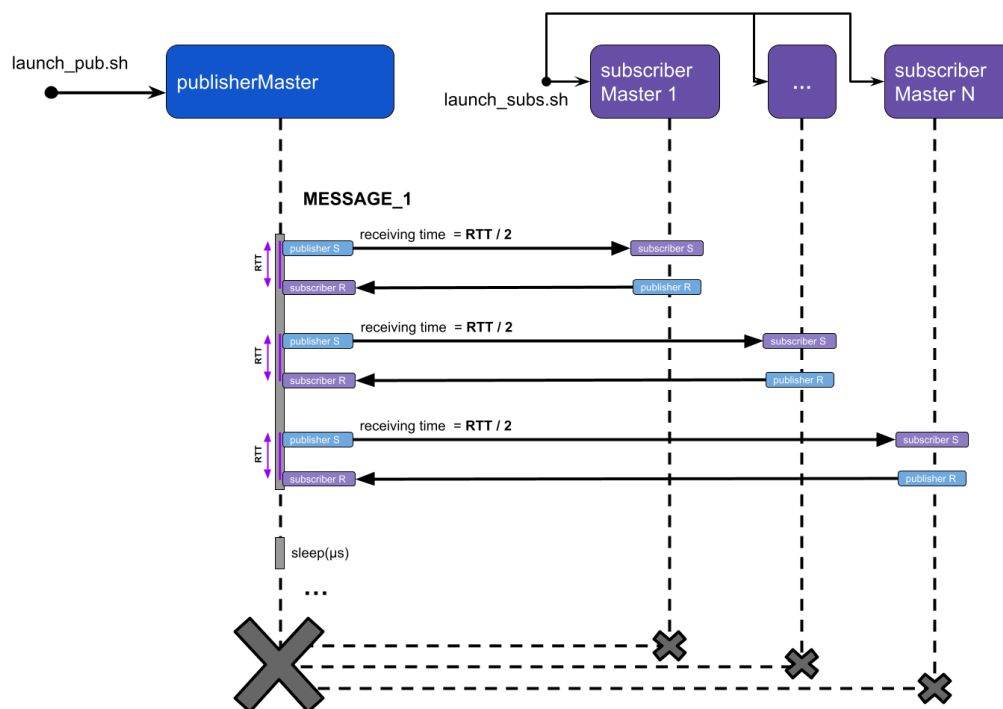 launch_pub.sh
publisherMaster
launch_subs.sh
subscriber
Master 1
...
subscriber
Master N
MESSAGE_1
RTT
publisher S
receiving time = RTT / 2
subscriber S
subscriber R
publisher R
RTT
publisher S
receiving time = RTT / 2
subscriber S
subscriber R
publisher R
RTT
publisher S
receiving time = RTT / 2
subscriber S
subscriber R
publisher R
sleep(µs)
...